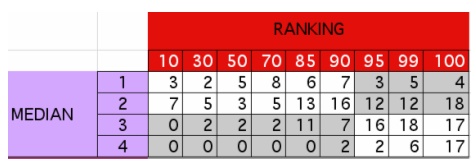 RANKING
10 30 50 70 85 90 95 99 100
1 3 2 5 8 6 7 3 5 4
MEDIAN 2 7 5 3 5 13 16 12 12 18
3 0 2 2 2 11 7 16 18 17
4 0 0 0 0 0 2 2 6 17